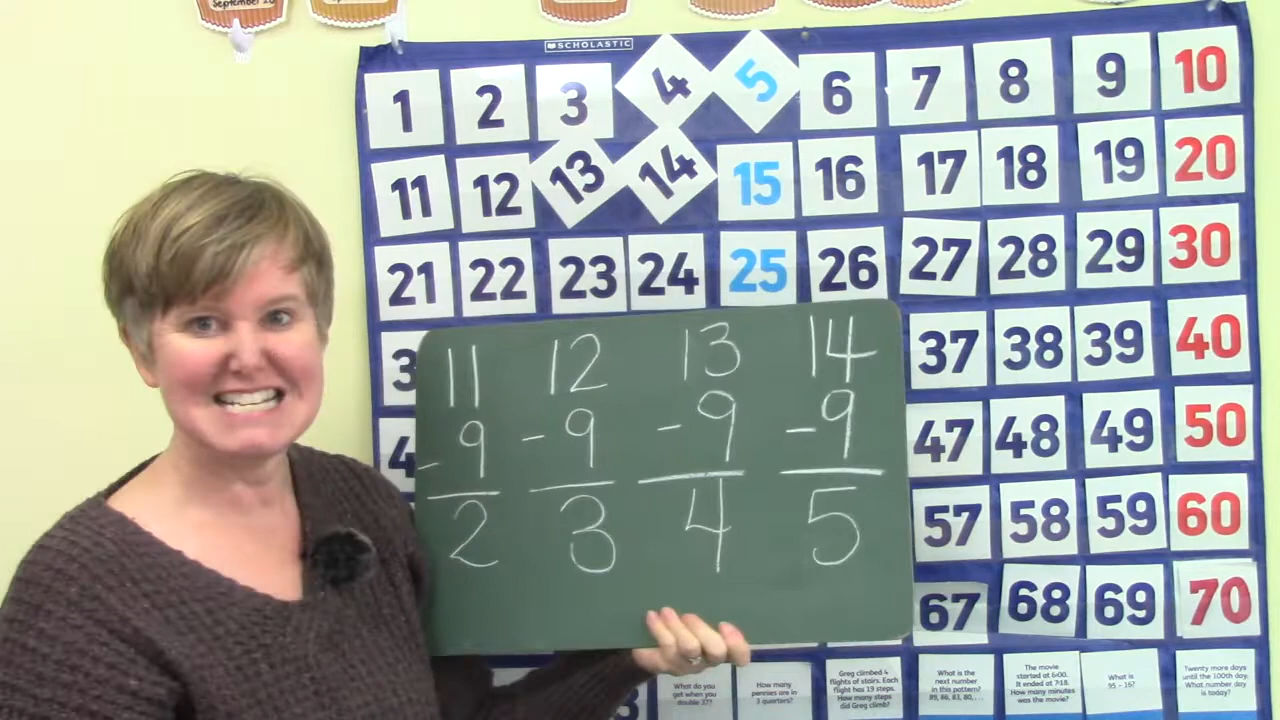 September 20
SCHOLASTIC
1 2 3 4 5 6 7 8 9 10
11 12 13 14 15 16 17 18 19 20
21 22 23 24 25 26 27 28 29 30
37 38 39 40
47 48 49 50
57 58 59 60
67 68 69 70
11 12 13 14
- 9 - 9 - 9 - 9
2 3 4 5
What do you
get when you
double 37?
How many
pennies are in
3 quarters?
Greg climbed 4
flights of stairs. Each
flight has 19 steps.
How many steps
did Greg climb?
What is the
next number
in this pattern?
89, 86, 83, 80, ...
The movie
started at 6:00.
It ended at 7:18.
How many minutes
was the movie?
What is
95 - 16?
Twenty more days
until the 100th day.
What number day
is today?